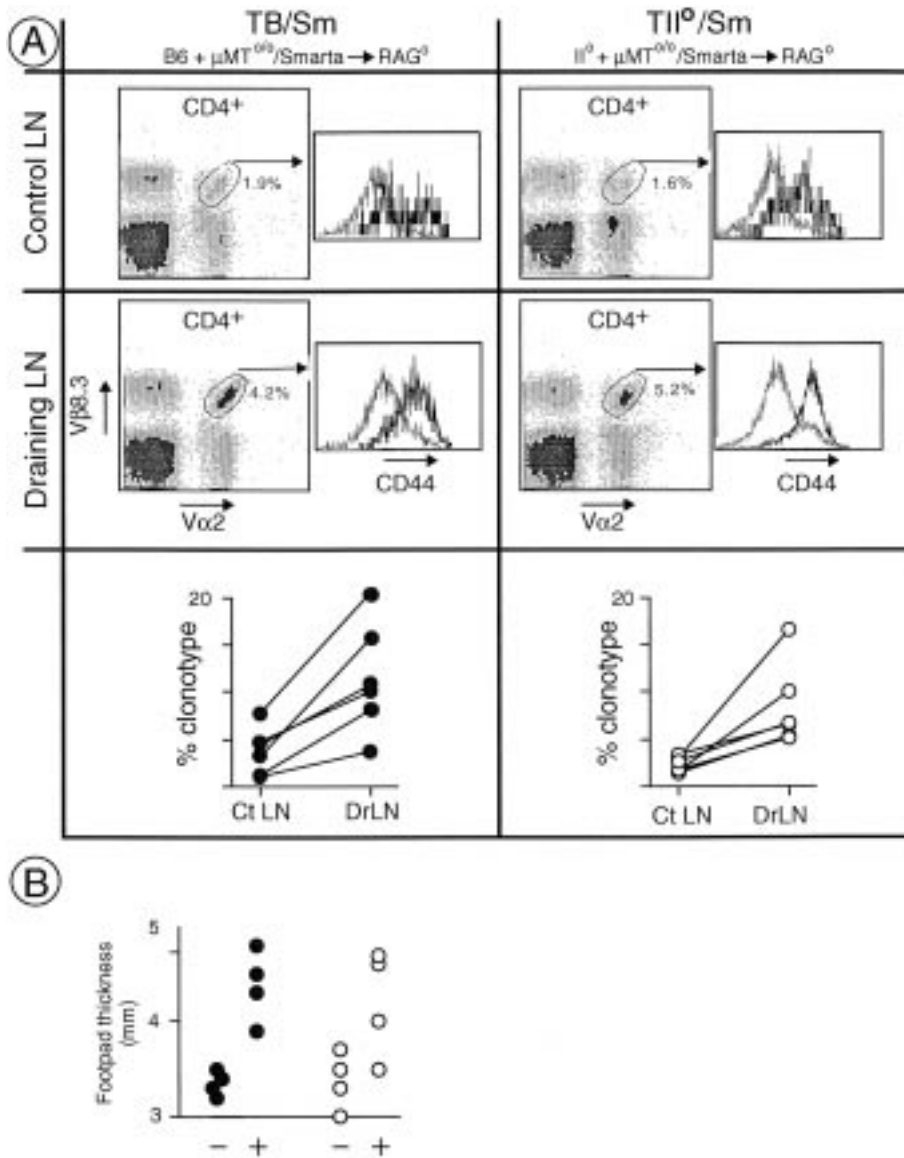 A
TB/Sm
B6 + μMT^o/o/Smarta → RAG^o
TII^o/Sm
II^o + μMT^o/o/Smarta → RAG^o
Control LN
CD4+
1.9%
CD4+
1.6%
Draining LN
CD4+
4.2%
Vβ8.3
Vα2
CD44
CD4+
5.2%
Vα2
CD44
20
% clonotype
Ct LN
DrLN
20
% clonotype
Ct LN
DrLN
B
Footpad thickness
(mm)
5
4
3
−
+
−
+